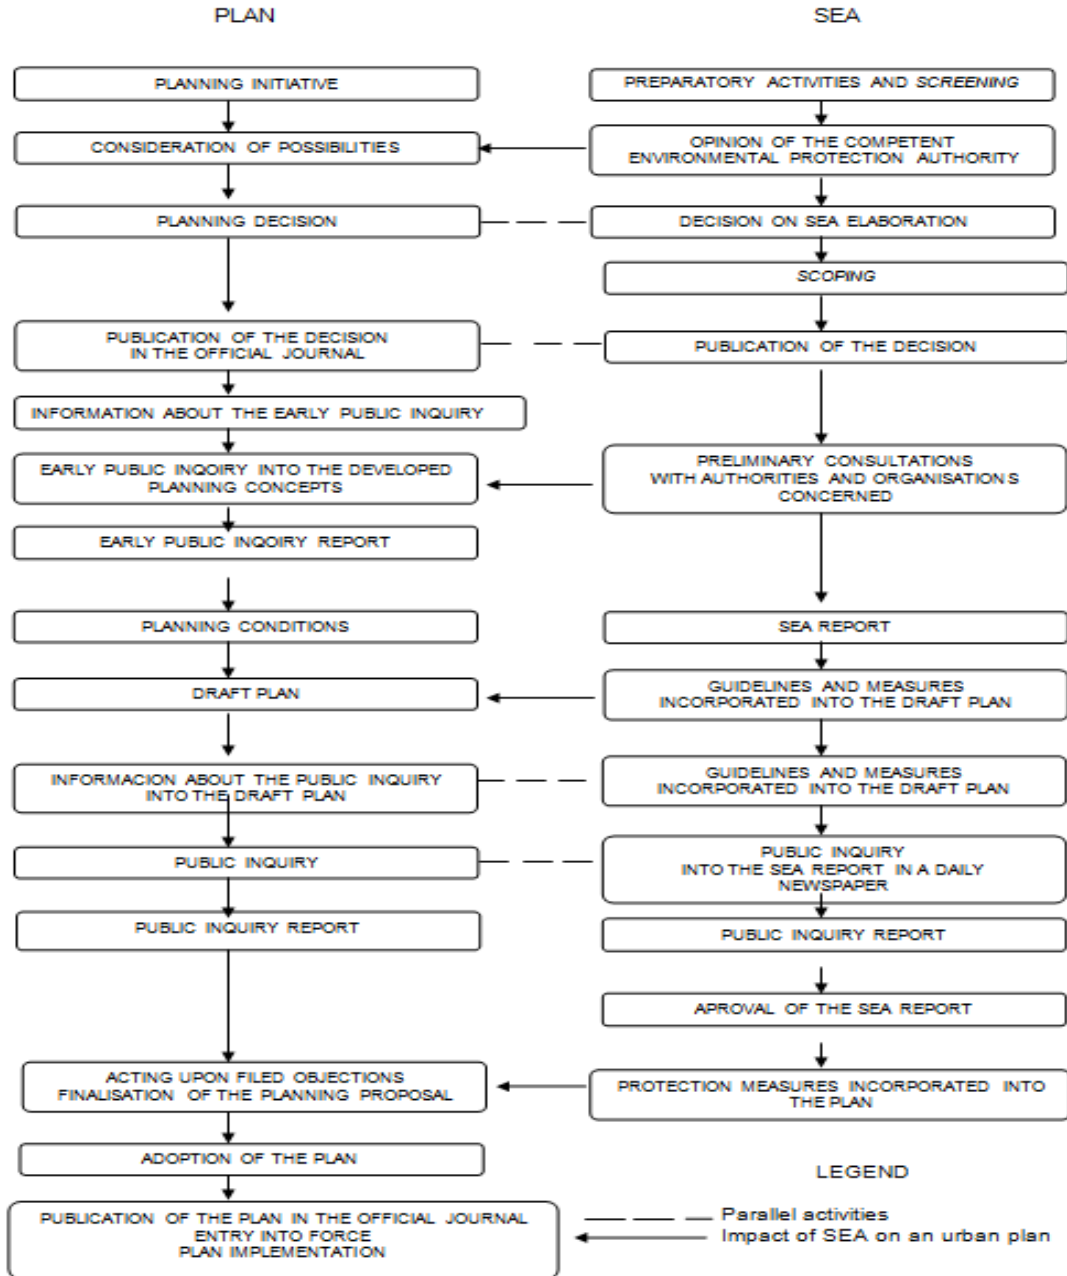 PLAN
SEA
PLANNING INITIATIVE
PREPARATORY ACTIVITIES AND SCREENING
CONSIDERATION OF POSSIBILITIES
OPINION OF THE COMPETENT
ENVIRONMENTAL PROTECTION AUTHORITY
PLANNING DECISION
DECISION ON SEA ELABORATION
SCOPING
PUBLICATION OF THE DECISION
IN THE OFFICIAL JOURNAL
PUBLICATION OF THE DECISION
INFORMATION ABOUT THE EARLY PUBLIC INQUIRY
EARLY PUBLIC INQOIRY INTO THE DEVELOPED
PLANNING CONCEPTS
PRELIMINARY CONSULTATIONS
WITH AUTHORITIES AND ORGANISATIONS
CONCERNED
EARLY PUBLIC INQOIRY REPORT
PLANNING CONDITIONS
SEA REPORT
DRAFT PLAN
GUIDELINES AND MEASURES
INCORPORATED INTO THE DRAFT PLAN
INFORMACION ABOUT THE PUBLIC INQUIRY
INTO THE DRAFT PLAN
GUIDELINES AND MEASURES
INCORPORATED INTO THE DRAFT PLAN
PUBLIC INQUIRY
PUBLIC INQUIRY
INTO THE SEA REPORT IN A DAILY
NEWSPAPER
PUBLIC INQUIRY REPORT
PUBLIC INQUIRY REPORT
APROVAL OF THE SEA REPORT
ACTING UPON FILED OBJECTIONS
FINALISATION OF THE PLANNING PROPOSAL
PROTECTION MEASURES INCORPORATED INTO
THE PLAN
ADOPTION OF THE PLAN
PUBLICATION OF THE PLAN IN THE OFFICIAL JOURNAL
ENTRY INTO FORCE
PLAN IMPLEMENTATION
LEGEND
Parallel activities
Impact of SEA on an urban plan